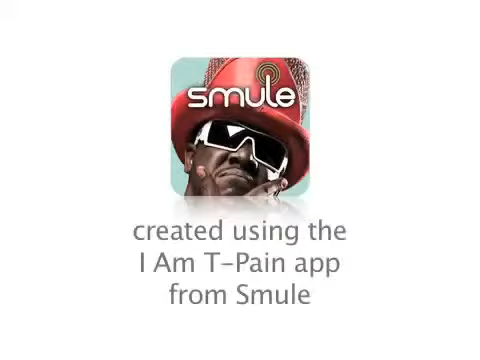 smule
created using the
I Am T-Pain app
from Smule